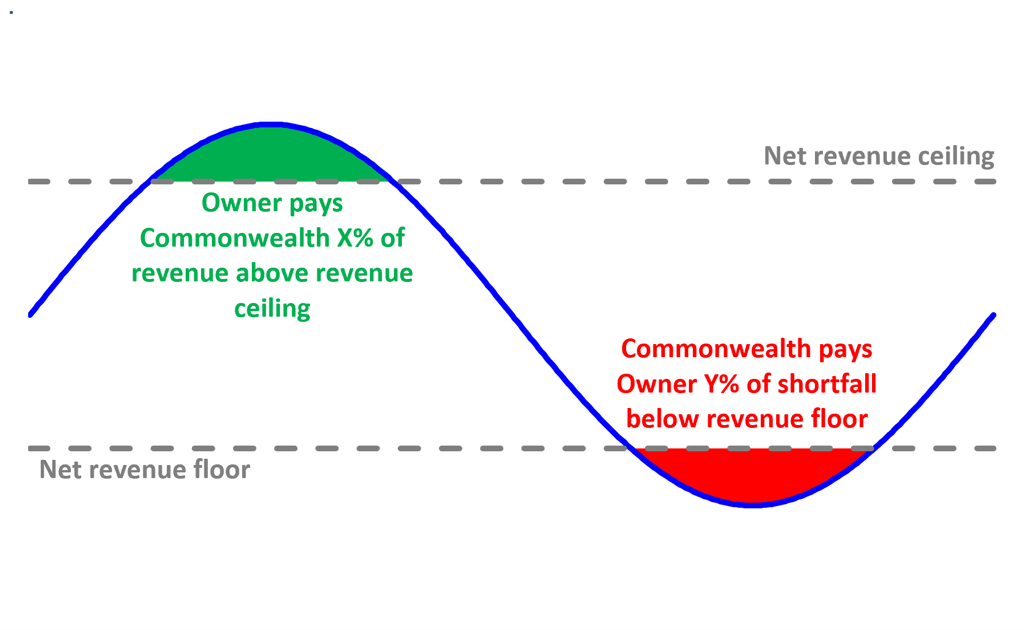 Net revenue ceiling
Owner pays
Commonwealth X% of
revenue above revenue
ceiling
Commonwealth pays
Owner Y% of shortfall
below revenue floor
Net revenue floor